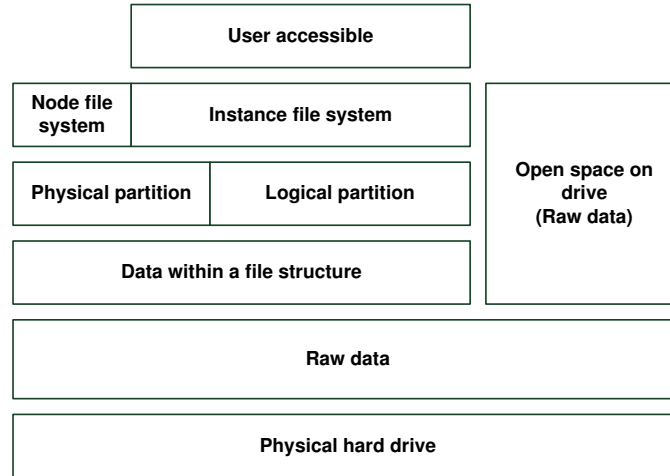 User accessible
Node file
system
Instance file system
Physical partition
Logical partition
Open space on
drive
(Raw data)
Data within a file structure
Raw data
Physical hard drive